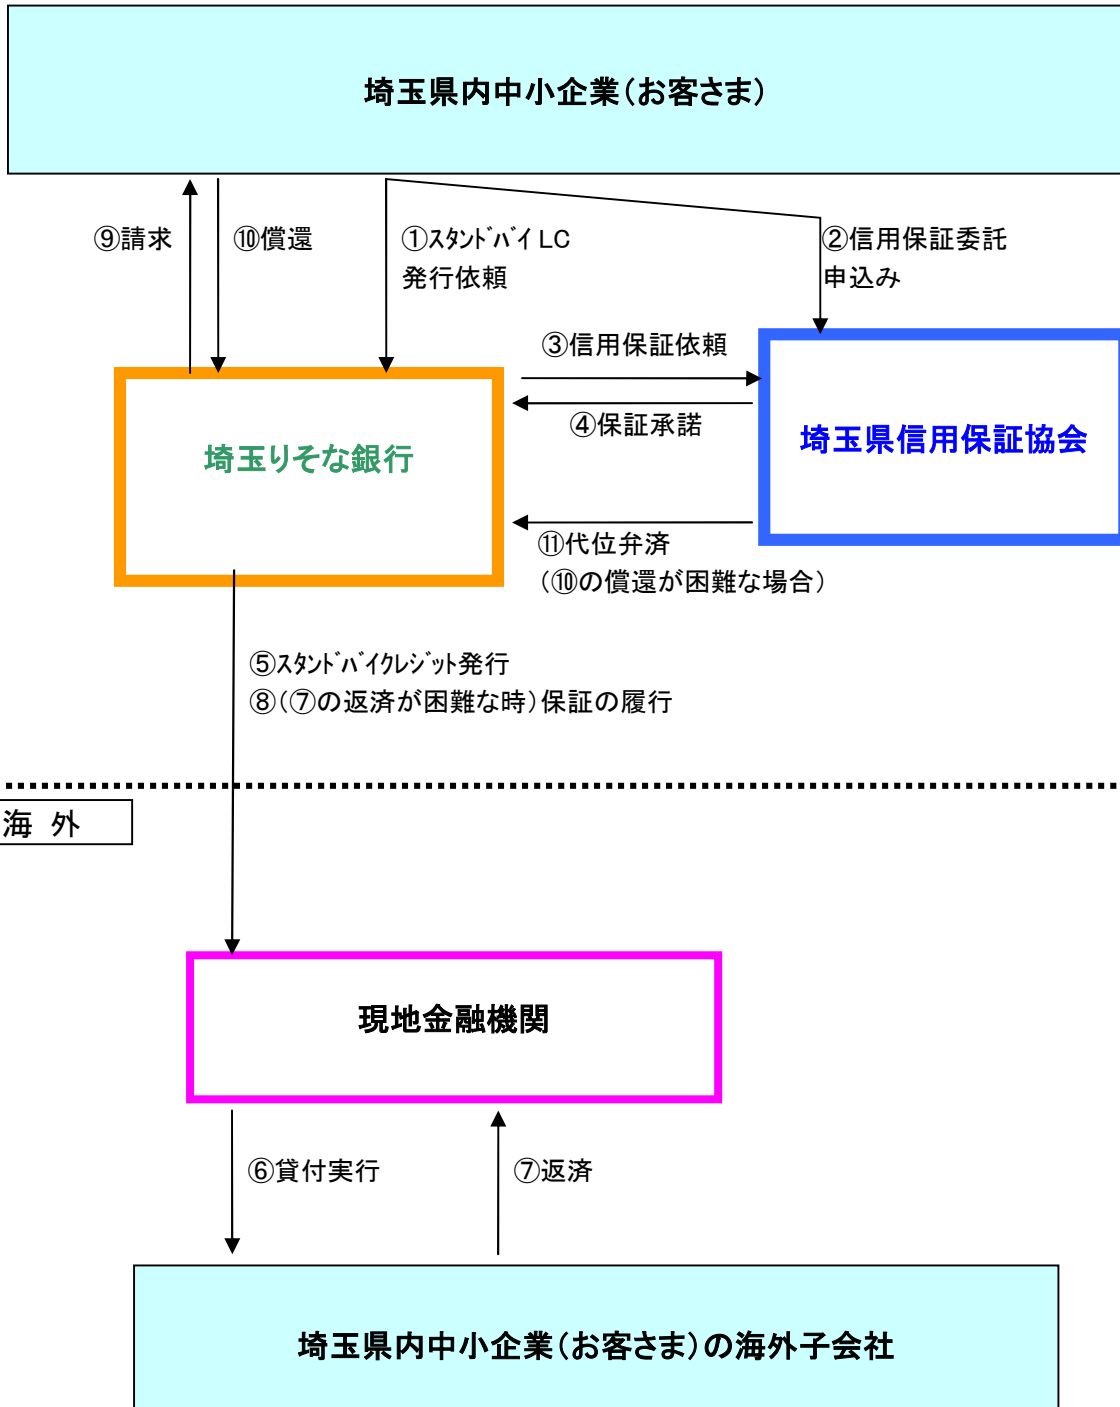 埼玉県内中小企業(お客さま)
⑨請求
⑩償還
①スタンドバイLC
発行依頼
②信用保証委託
申込み
③信用保証依頼
④保証承諾
埼玉りそな銀行
埼玉県信用保証協会
⑪代位弁済
(⑩の償還が困難な場合)
⑤スタンドバイクレジット発行
⑧(⑦の返済が困難な時)保証の履行
海 外
現地金融機関
⑥貸付実行
⑦返済
埼玉県内中小企業(お客さま)の海外子会社